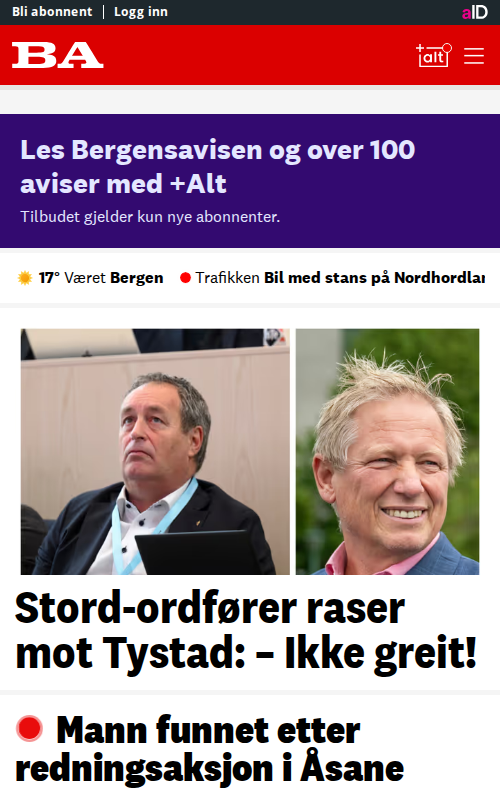 Bli abonnent | Logg inn
aID
BA
+alt
Les Bergensavisen og over 100
aviser med +Alt
Tilbudet gjelder kun nye abonnenter.
17° Været Bergen
Trafikken Bil med stans på Nordhordlan
Stord-ordfører raser
mot Tystad: – Ikke greit!
Mann funnet etter
redningsaksjon i Åsane